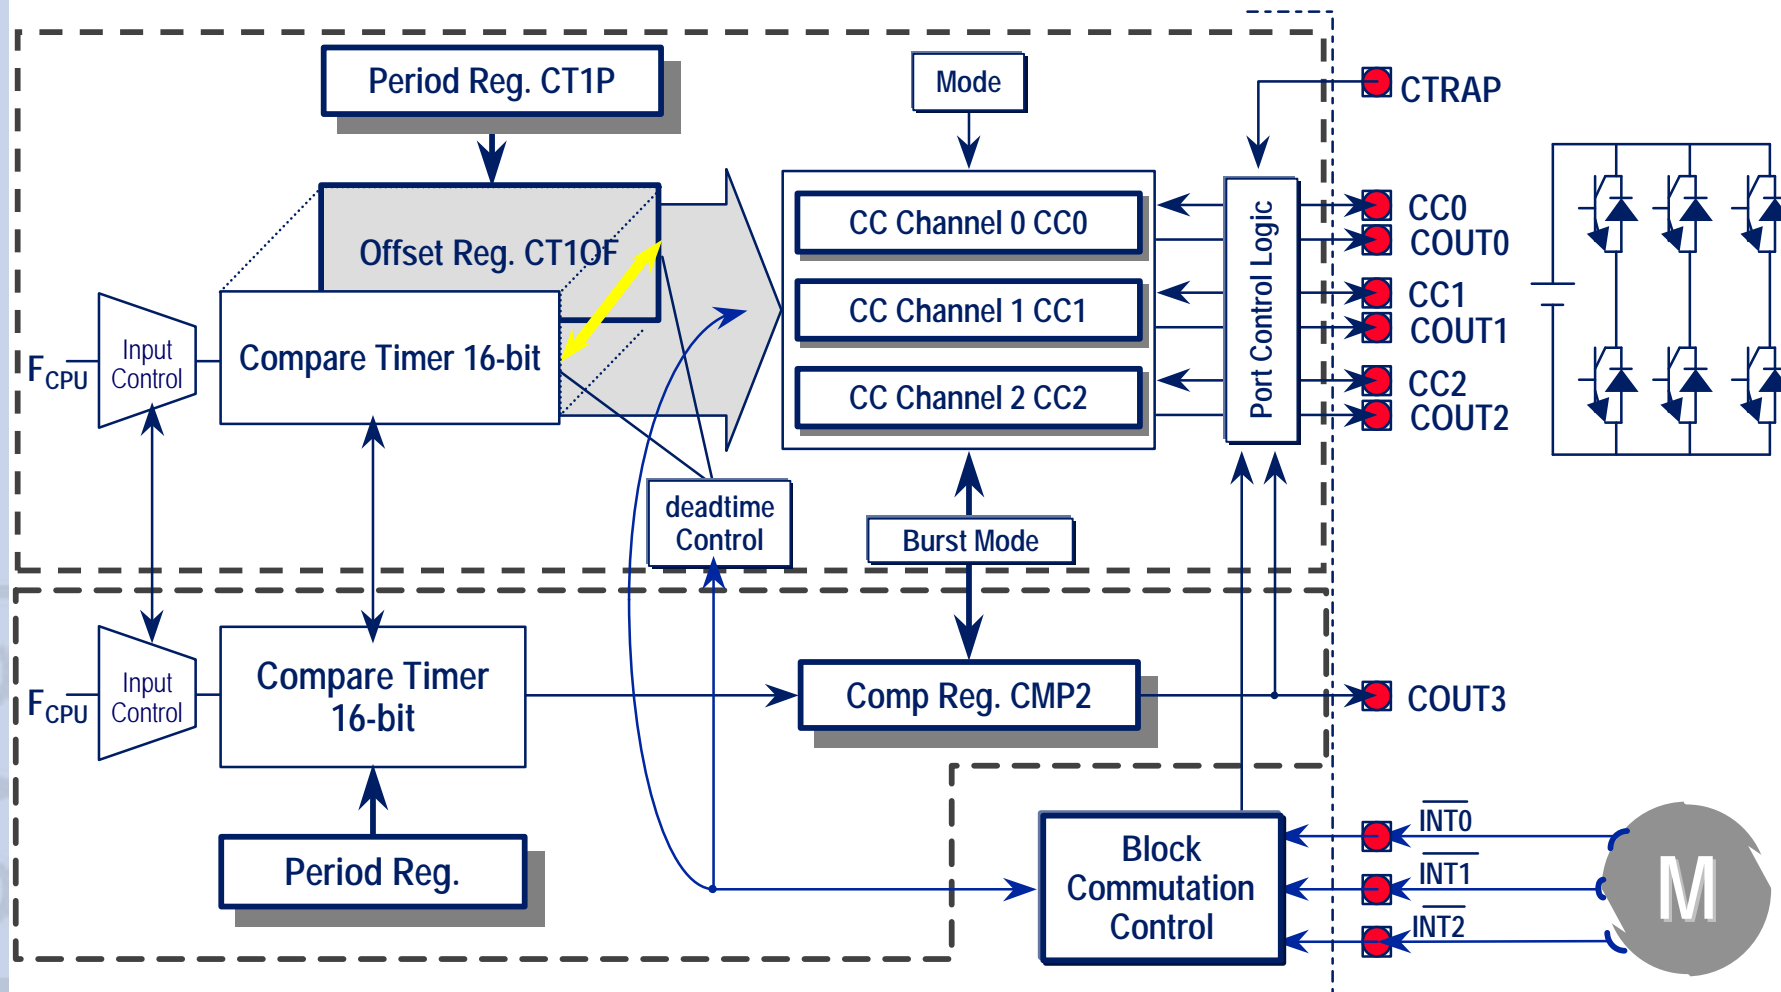 Period Reg. CT1P
Mode
CTRAP
CC Channel 0 CC0
CC0
COUT0
Offset Reg. CT1OF
Port Control Logic
CC Channel 1 CC1
CC1
COUT1
Input
Control
F_CPU
Compare Timer 16-bit
CC Channel 2 CC2
CC2
COUT2
deadtime
Control
Burst Mode
Input
Control
F_CPU
Compare Timer
16-bit
Comp Reg. CMP2
COUT3
Period Reg.
Block
Commutation
Control
INT0
INT1
INT2
M